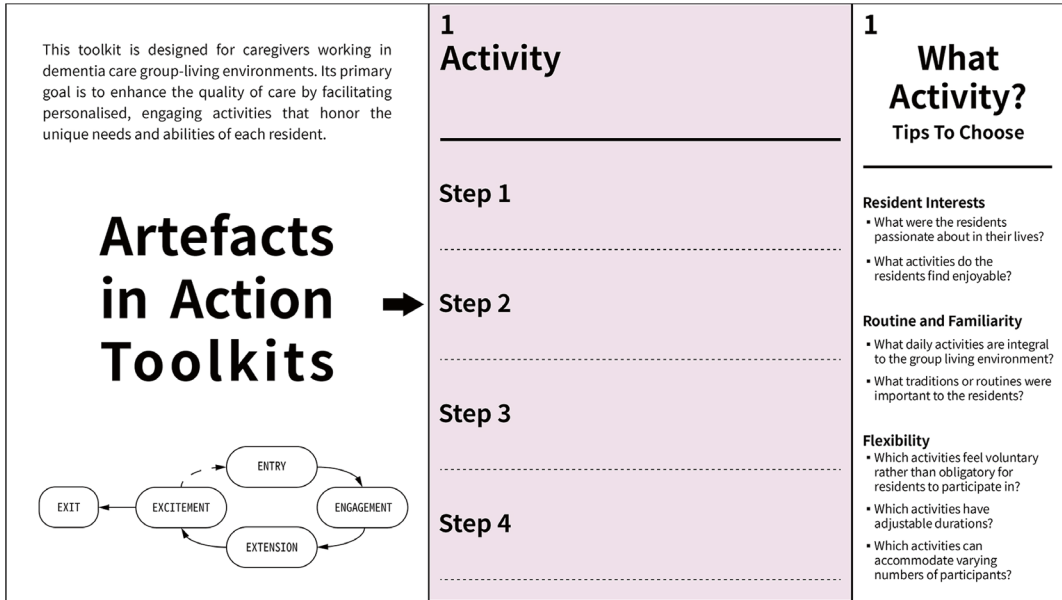 This toolkit is designed for caregivers working in
dementia care group-living environments. Its primary
goal is to enhance the quality of care by facilitating
personalised, engaging activities that honor the
unique needs and abilities of each resident.
Artefacts
in Action
Toolkits
ENTRY
EXIT
EXCITEMENT
ENGAGEMENT
EXTENSION
1
Activity
Step 1
Step 2
Step 3
Step 4
1
What
Activity?
Tips To Choose
Resident Interests
▪ What were the residents
passionate about in their lives?
▪ What activities do the
residents find enjoyable?
Routine and Familiarity
▪ What daily activities are integral
to the group living environment?
▪ What traditions or routines were
important to the residents?
Flexibility
▪ Which activities feel voluntary
rather than obligatory for
residents to participate in?
▪ Which activities have
adjustable durations?
▪ Which activities can
accommodate varying
numbers of participants?